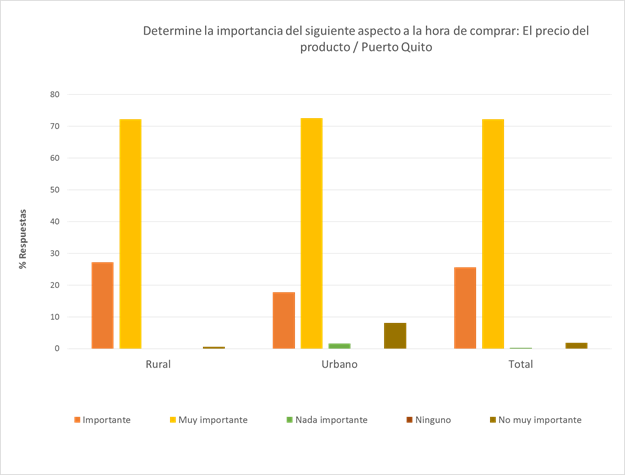 Determine la importancia del siguiente aspecto a la hora de comprar: El precio del
producto / Puerto Quito
80
70
60
50
40
30
20
10
0
% Respuestas
Rural Urbano Total
Importante Muy importante Nada importante Ninguno No muy importante